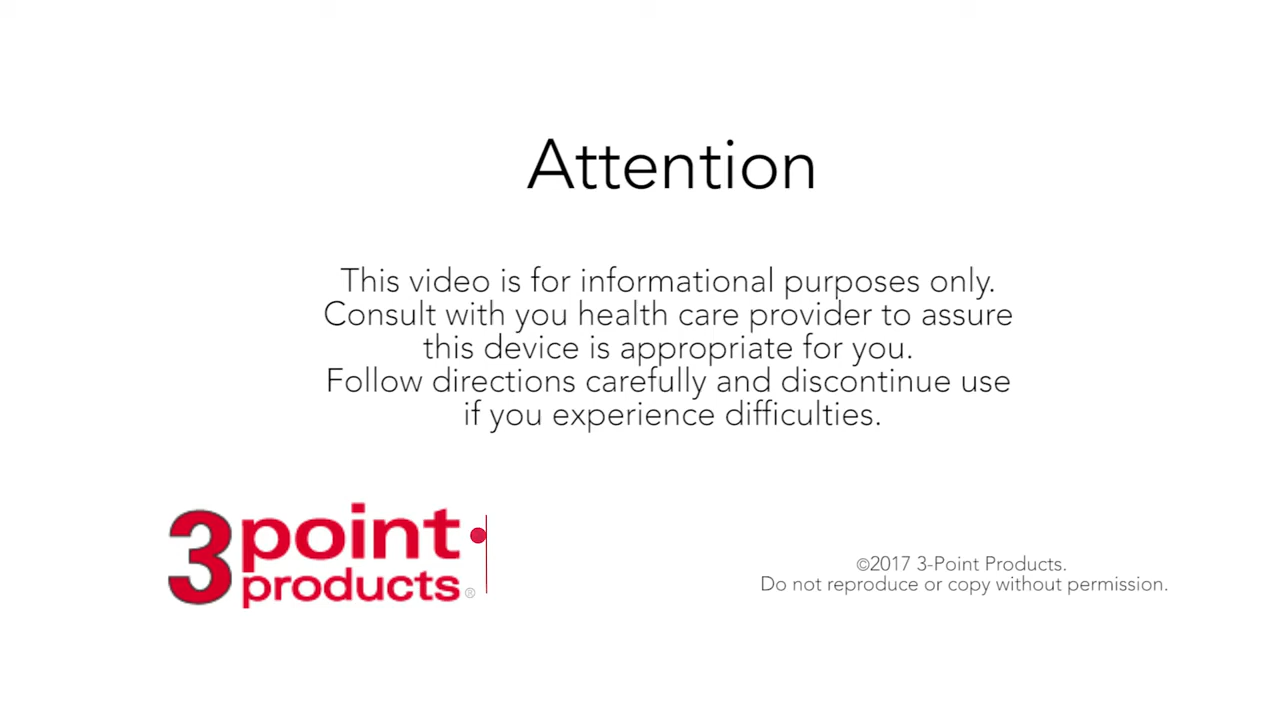 Attention
This video is for informational purposes only.
Consult with you health care provider to assure
this device is appropriate for you.
Follow directions carefully and discontinue use
if you experience difficulties.
3 point
products®
©2017 3-Point Products.
Do not reproduce or copy without permission.